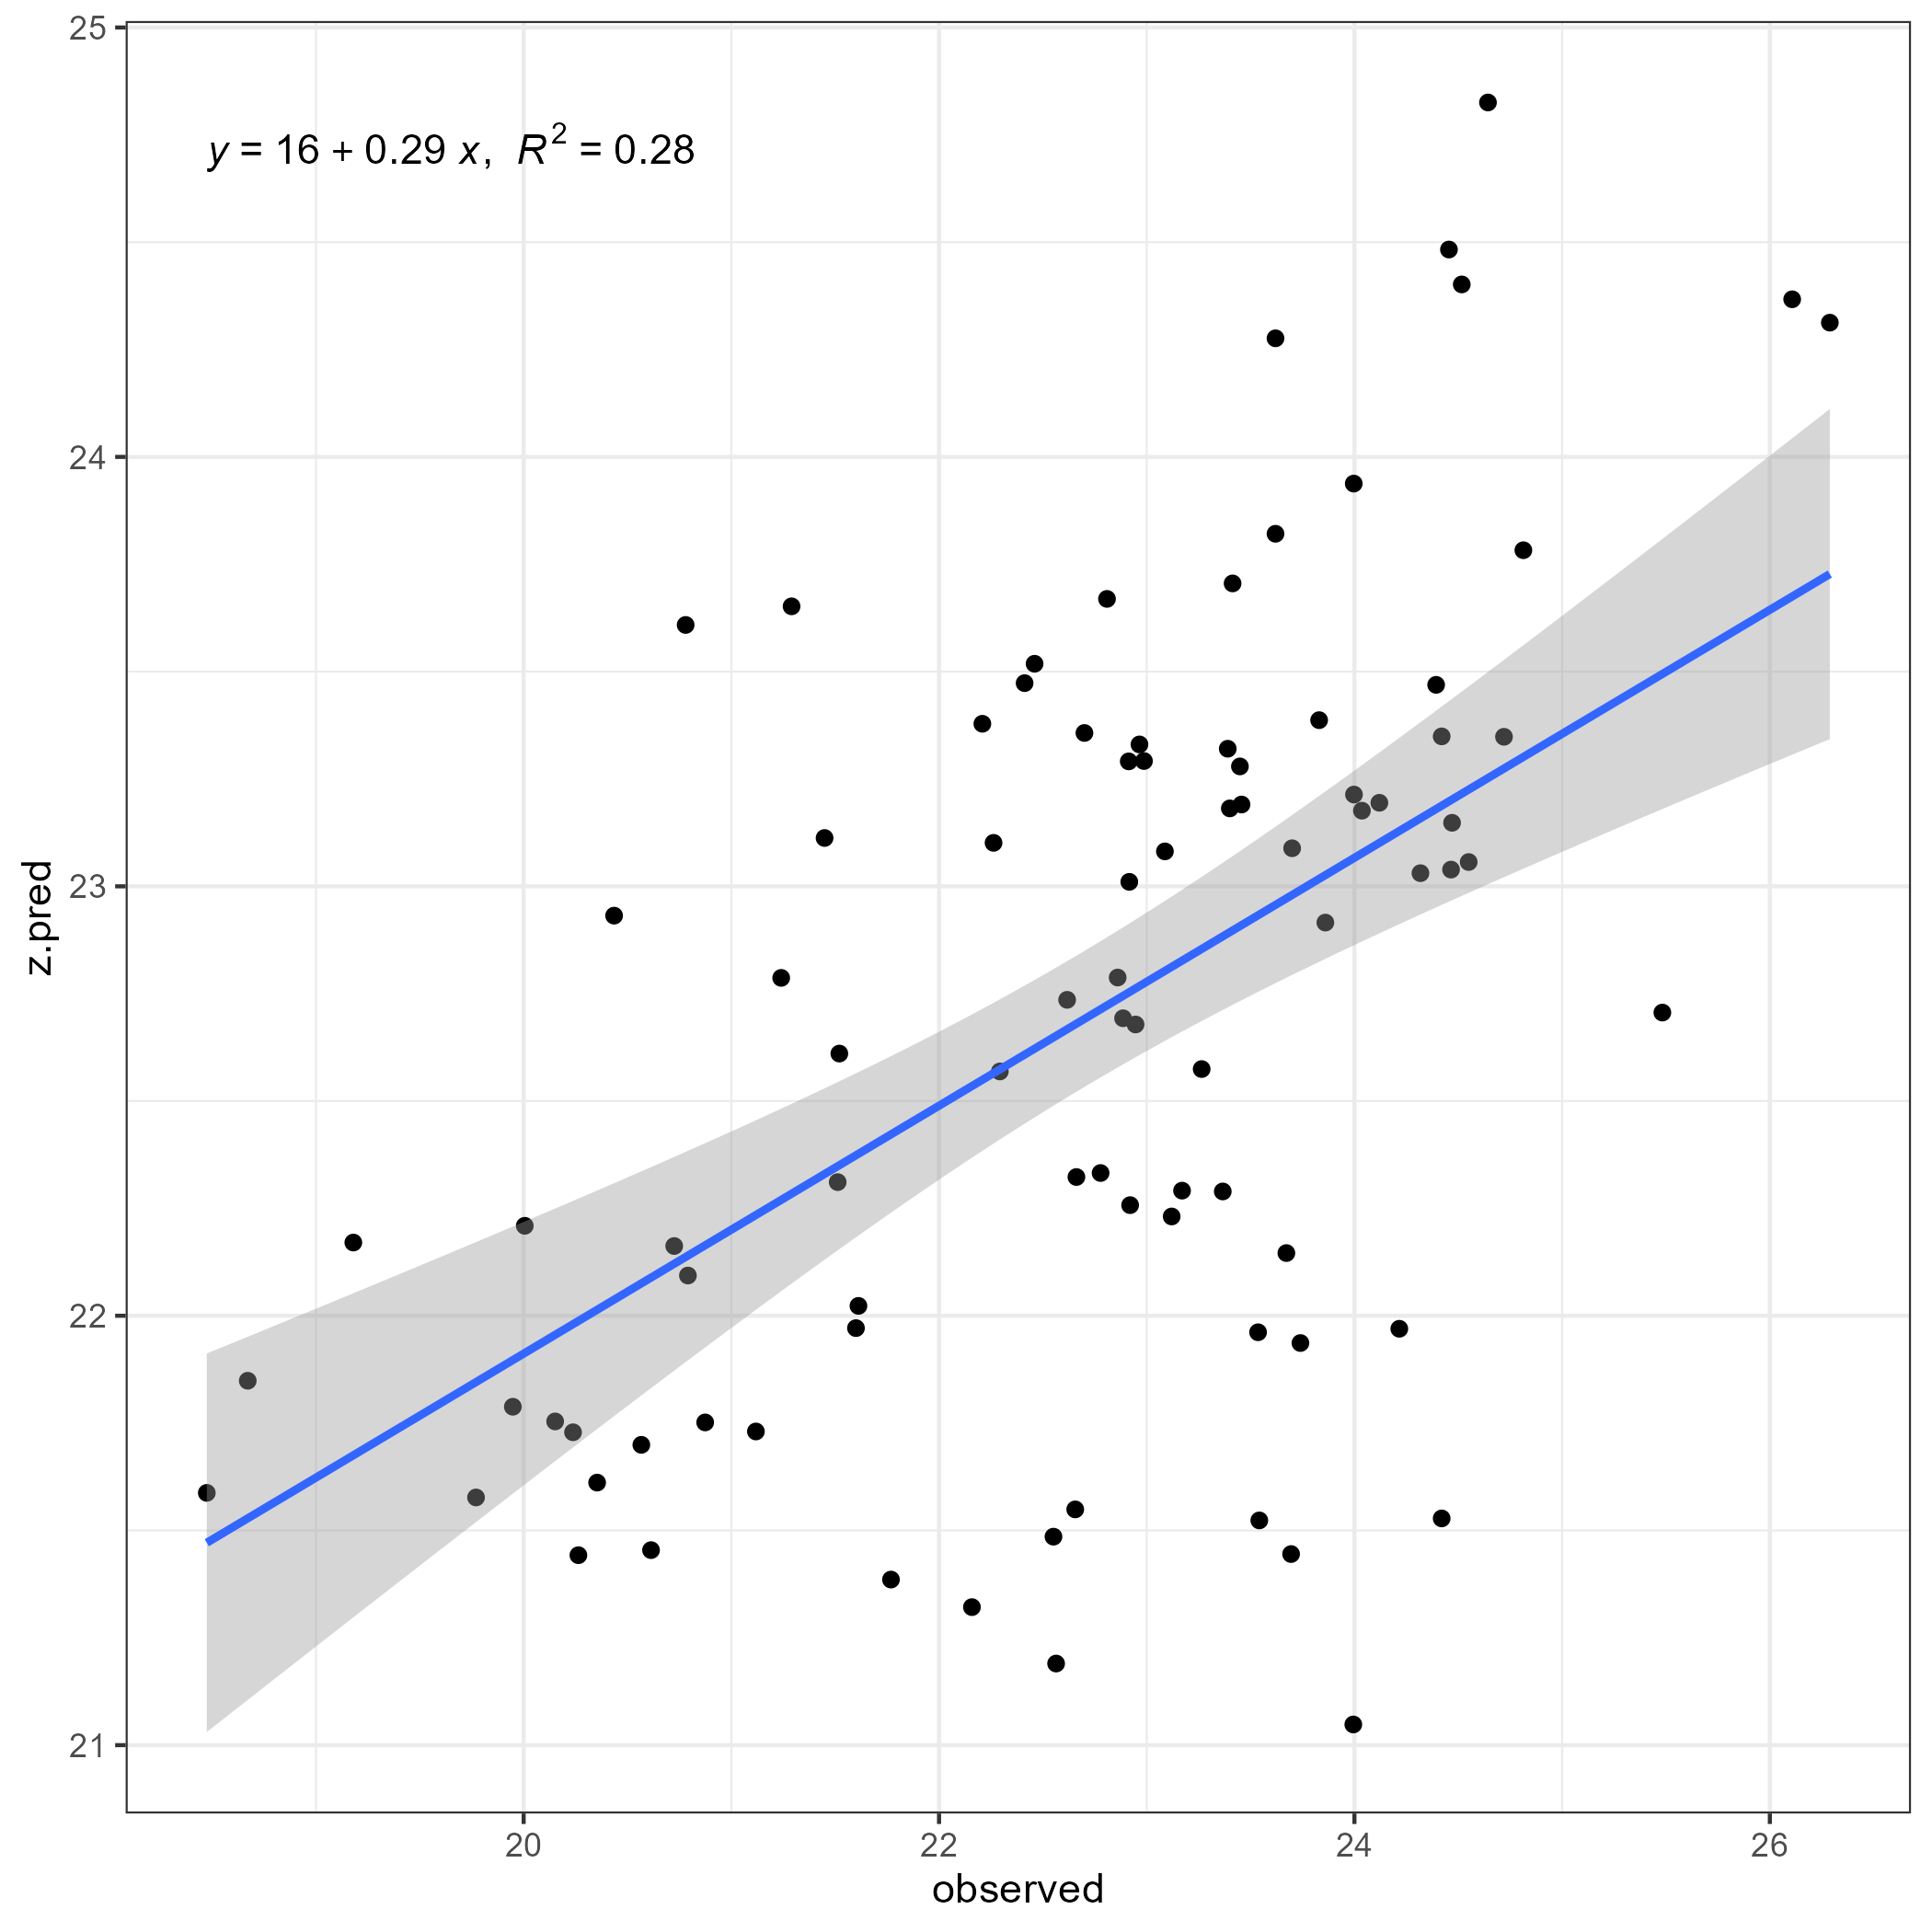 25
y = 16 + 0.29 x, R² = 0.28
24
23
22
21
z.pred
20 22 24 26
observed